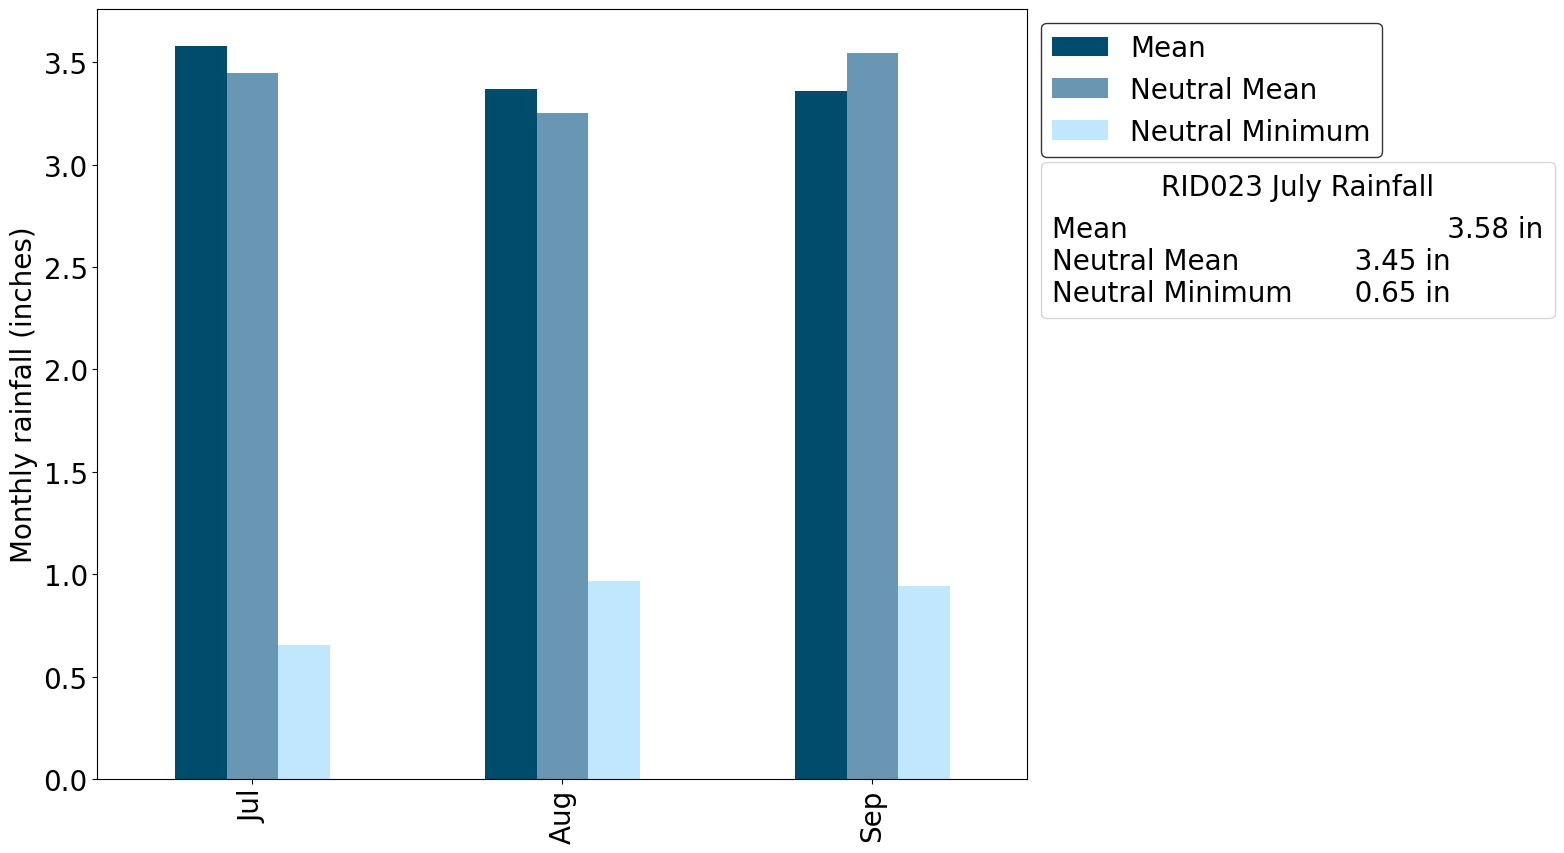 Monthly rainfall (inches)
3.5
3.0
2.5
2.0
1.5
1.0
0.5
0.0
Jul
Aug
Sep
Mean
Neutral Mean
Neutral Minimum
RID023 July Rainfall
Mean 3.58 in
Neutral Mean 3.45 in
Neutral Minimum 0.65 in